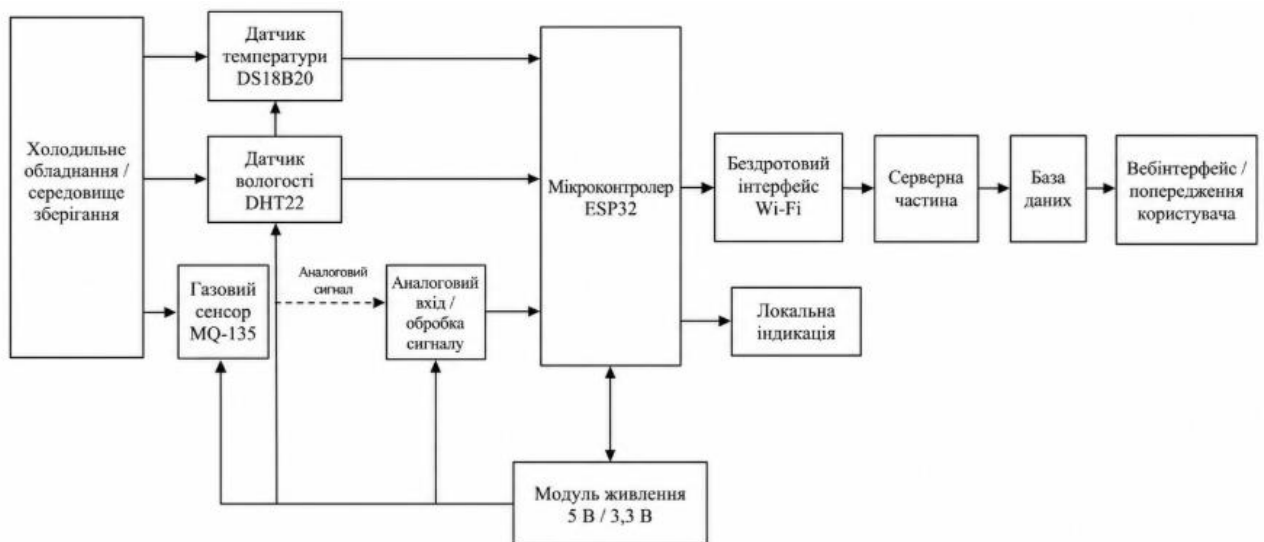 Холодильне
обладнання /
середовище
зберігання
Датчик
температури
DS18B20
Датчик
вологості
DHT22
Газовий
сенсор
MQ-135
Аналоговий
сигнал
Аналоговий
вхід /
обробка
сигналу
Мікроконтролер
ESP32
Бездротовий
інтерфейс
Wi-Fi
Серверна
частина
База
даних
Вебінтерфейс /
попередження
користувача
Локальна
індикація
Модуль живлення
5 В / 3,3 В